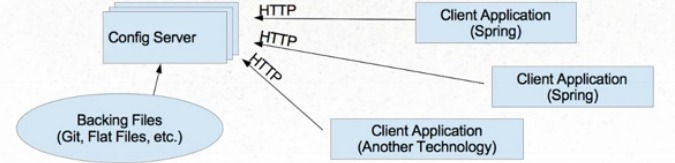 HTTP
Client Application
(Spring)
Config Server
HTTP
HTTP
Client Application
(Spring)
Backing Files
(Git, Flat Files, etc.)
Client Application
(Another Technology)